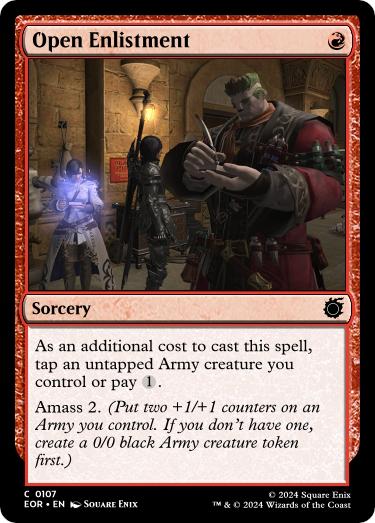 Open Enlistment
Sorcery
As an additional cost to cast this spell,
tap an untapped Army creature you
control or pay 1.
Amass 2. (Put two +1/+1 counters on an
Army you control. If you don't have one,
create a 0/0 black Army creature token
first.)
C 0107
EOR • EN Square Enix
© 2024 Square Enix
™ & © 2024 Wizards of the Coast